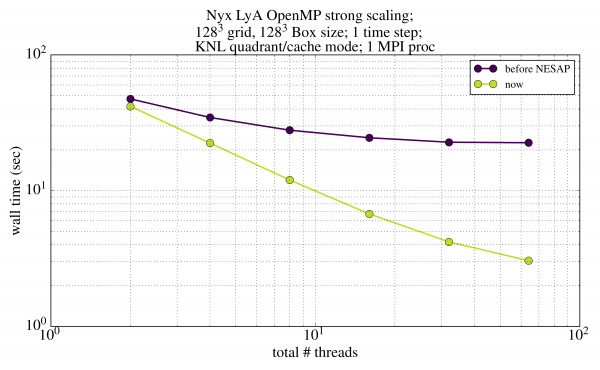 Nyx LyA OpenMP strong scaling;
128³ grid, 128³ Box size; 1 time step;
KNL quadrant/cache mode; 1 MPI proc
10²
before NESAP
now
wall time (sec)
10¹
10⁰
10⁰ 10¹ 10²
total # threads